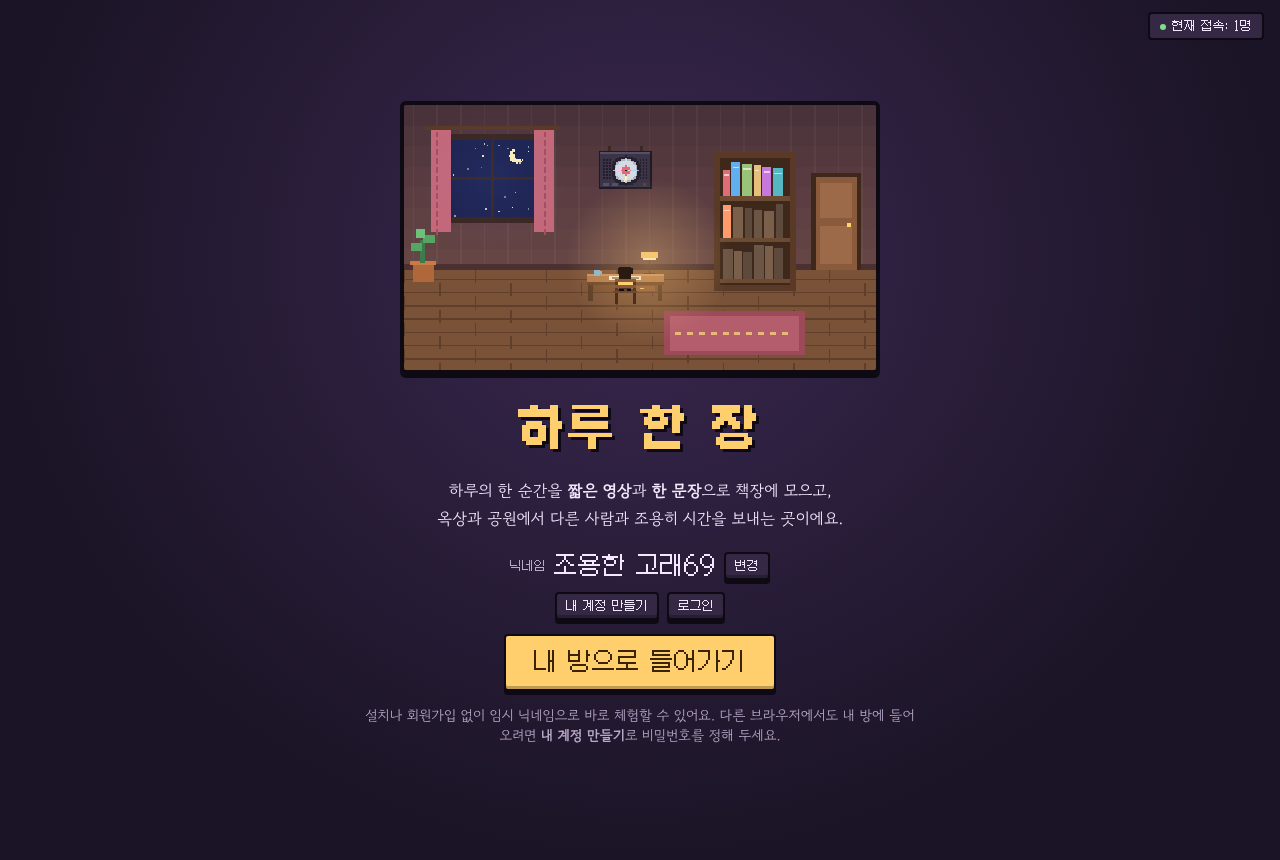 현재 접속: 1명
하루 한 장
하루의 한 순간을 짧은 영상과 한 문장으로 책장에 모으고,
옥상과 공원에서 다른 사람과 조용히 시간을 보내는 곳이에요.
닉네임 조용한 고래69 변경
내 계정 만들기 로그인
내 방으로 들어가기
설치나 회원가입 없이 임시 닉네임으로 바로 체험할 수 있어요. 다른 브라우저에서도 내 방에 들어
오려면 내 계정 만들기로 비밀번호를 정해 두세요.